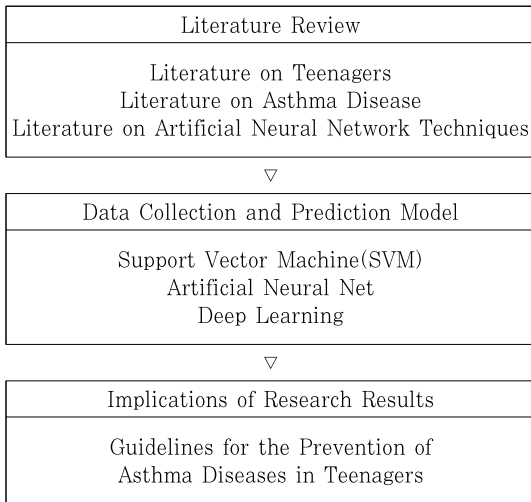 Literature Review
Literature on Teenagers
Literature on Asthma Disease
Literature on Artificial Neural Network Techniques
Data Collection and Prediction Model
Support Vector Machine(SVM)
Artificial Neural Net
Deep Learning
Implications of Research Results
Guidelines for the Prevention of
Asthma Diseases in Teenagers